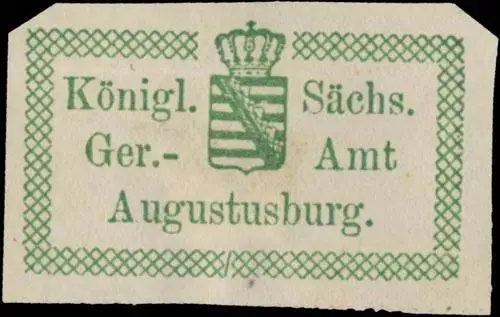 Königl. Sächs.
Ger.- Amt
Augustusburg.